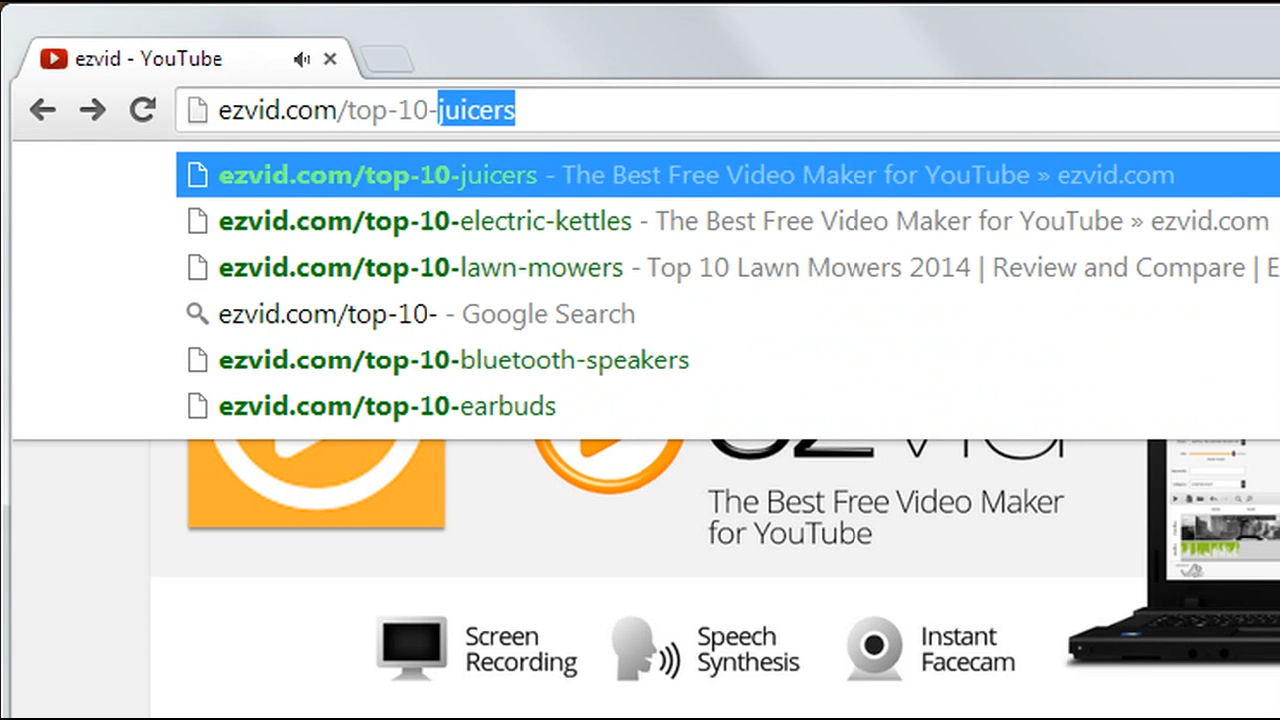 ezvid - YouTube
ezvid.com/top-10-juicers
ezvid.com/top-10-juicers - The Best Free Video Maker for YouTube » ezvid.com
ezvid.com/top-10-electric-kettles - The Best Free Video Maker for YouTube » ezvid.com
ezvid.com/top-10-lawn-mowers - Top 10 Lawn Mowers 2014 | Review and Compare | E
ezvid.com/top-10- - Google Search
ezvid.com/top-10-bluetooth-speakers
ezvid.com/top-10-earbuds
The Best Free Video Maker
for YouTube
Screen
Recording
Speech
Synthesis
Instant
Facecam